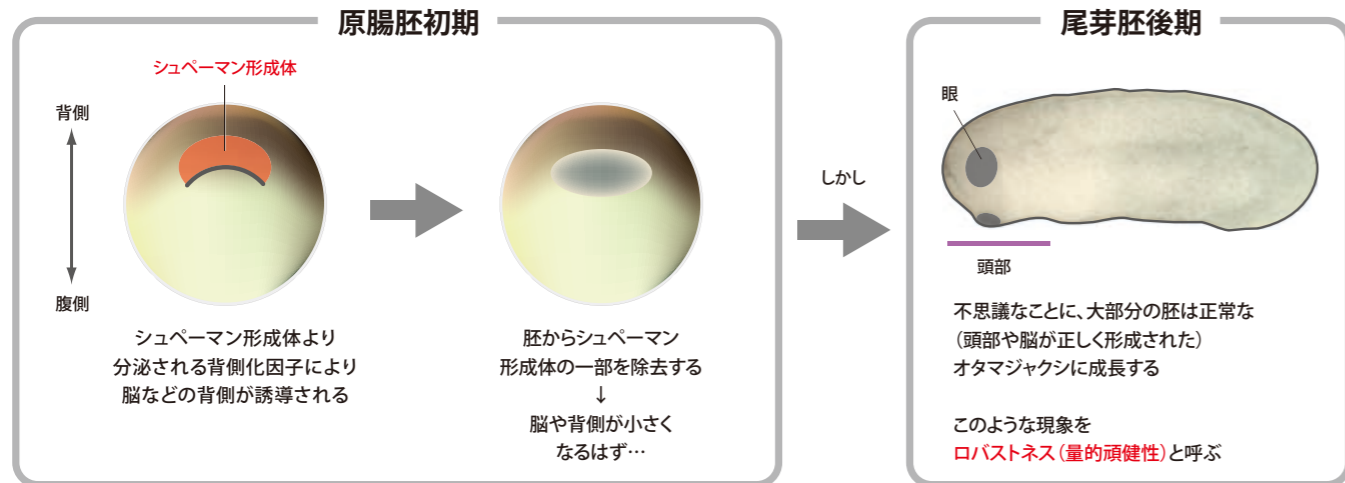 原腸胚初期
シュペーマン形成体
背側
腹側
シュペーマン形成体より
分泌される背側化因子により
脳などの背側が誘導される
胚からシュペーマン
形成体の一部を除去する
↓
脳や背側が小さく
なるはず…
しかし
尾芽胚後期
眼
頭部
不思議なことに、大部分の胚は正常な
（頭部や脳が正しく形成された）
オタマジャクシに成長する
このような現象を
ロバストネス（量的頑健性）と呼ぶ